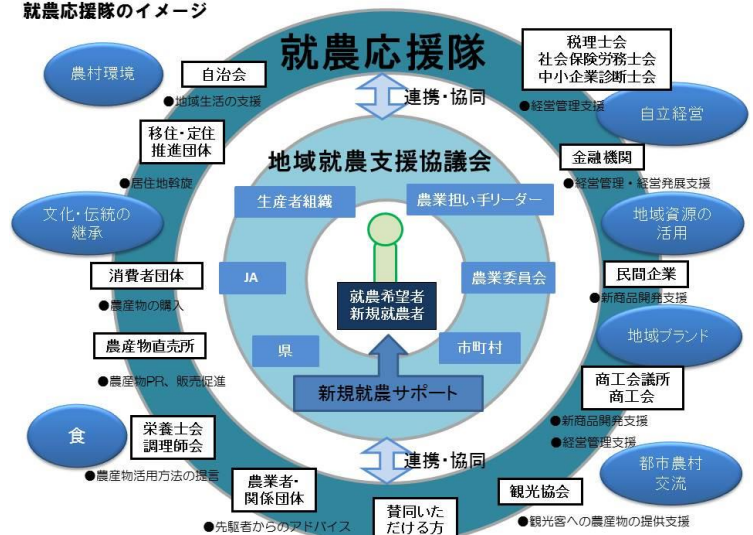 就農応援隊のイメージ
就農応援隊
税理士会
社会保険労務士会
中小企業診断士会
●経営管理支援
農村環境
自治会
●地域生活の支援
連携・協同
自立経営
移住・定住
推進団体
●居住地斡旋
地域就農支援協議会
金融機関
●経営管理・経営発展支援
生産者組織
農業担い手リーダー
文化・伝統の
継承
地域資源の
活用
消費者団体
●農産物の購入
JA
農業委員会
民間企業
●新商品開発支援
就農希望者
新規就農者
農産物直売所
●農産物PR、販売促進
県
市町村
地域ブランド
新規就農サポート
商工会議所
商工会
●新商品開発支援
●経営管理支援
食
栄養士会
調理師会
●農産物活用方法の提言
連携・協同
都市農村
交流
農業者・
関係団体
●先駆者からのアドバイス
賛同いた
だける方
観光協会
●観光客への農産物の提供支援